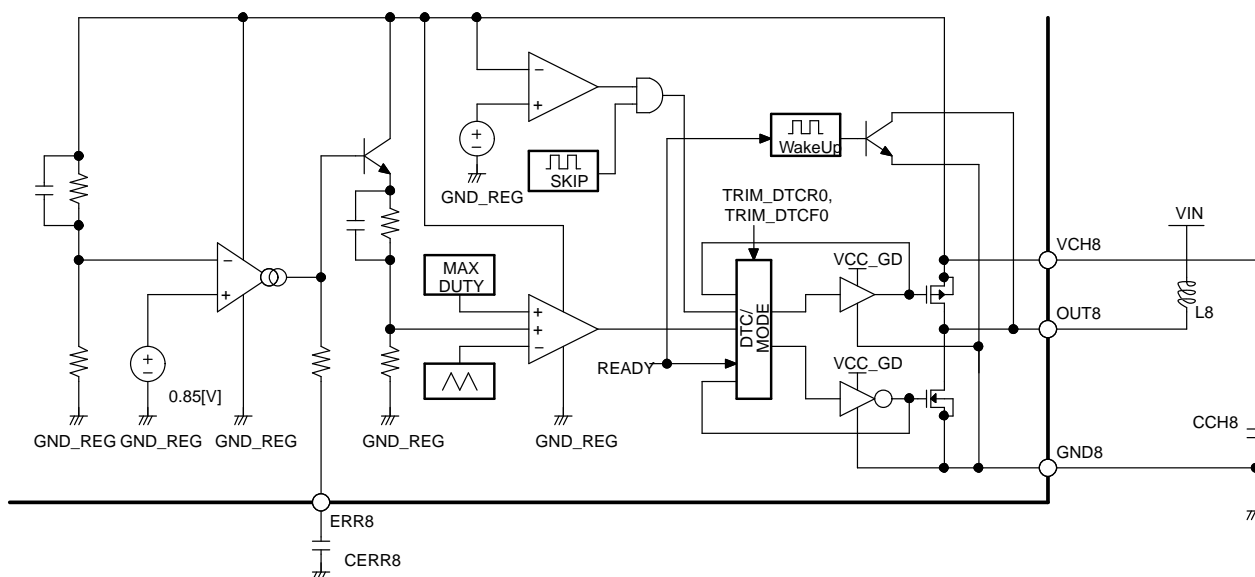 GND_REG
SKIP
WakeUp
TRIM_DTCR0,
TRIM_DTCF0
VIN
VCH8
MAX
DUTY
VCC_GD
OUT8
L8
DTC/
MODE
READY
VCC_GD
0.85[V]
CCH8
GND_REG
GND_REG
GND_REG
GND_REG
GND_REG
GND8
ERR8
CERR8